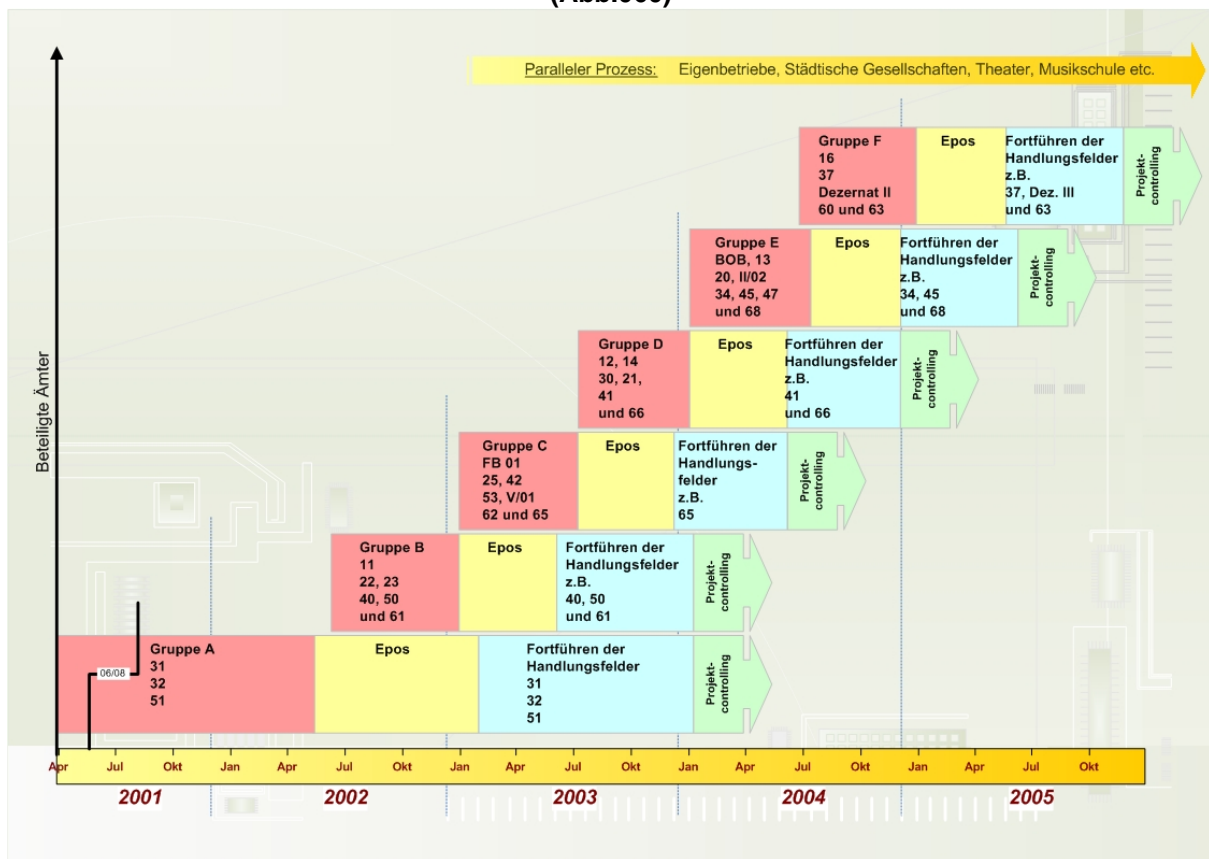 Paralleler Prozess: Eigenbetriebe, Städtische Gesellschaften, Theater, Musikschule etc.
Beteiligte Ämter
Gruppe F
16
37
Dezernat II
60 und 63
Epos
Fortführen der
Handlungsfelder
z.B.
37, Dez. III
und 63
Projekt-
controlling
Gruppe E
BOB, 13
20, II/02
34, 45, 47
und 68
Epos
Fortführen der
Handlungsfelder
z.B.
34, 45
und 68
Projekt-
controlling
Gruppe D
12, 14
30, 21,
41
und 66
Epos
Fortführen der
Handlungsfelder
z.B.
41
und 66
Projekt-
controlling
Gruppe C
FB 01
25, 42
53, V/01
62 und 65
Epos
Fortführen der
Handlungs-
felder
z.B.
65
Projekt-
controlling
Gruppe B
11
22, 23
40, 50
und 61
Epos
Fortführen der
Handlungsfelder
z.B.
40, 50
und 61
Projekt-
controlling
Gruppe A
31
32
51
06/08
Epos
Fortführen der
Handlungsfelder
31
32
51
Projekt-
controlling
Apr Jul Okt Jan Apr Jul Okt Jan Apr Jul Okt Jan Apr Jul Okt Jan Apr Jul Okt
2001 2002 2003 2004 2005